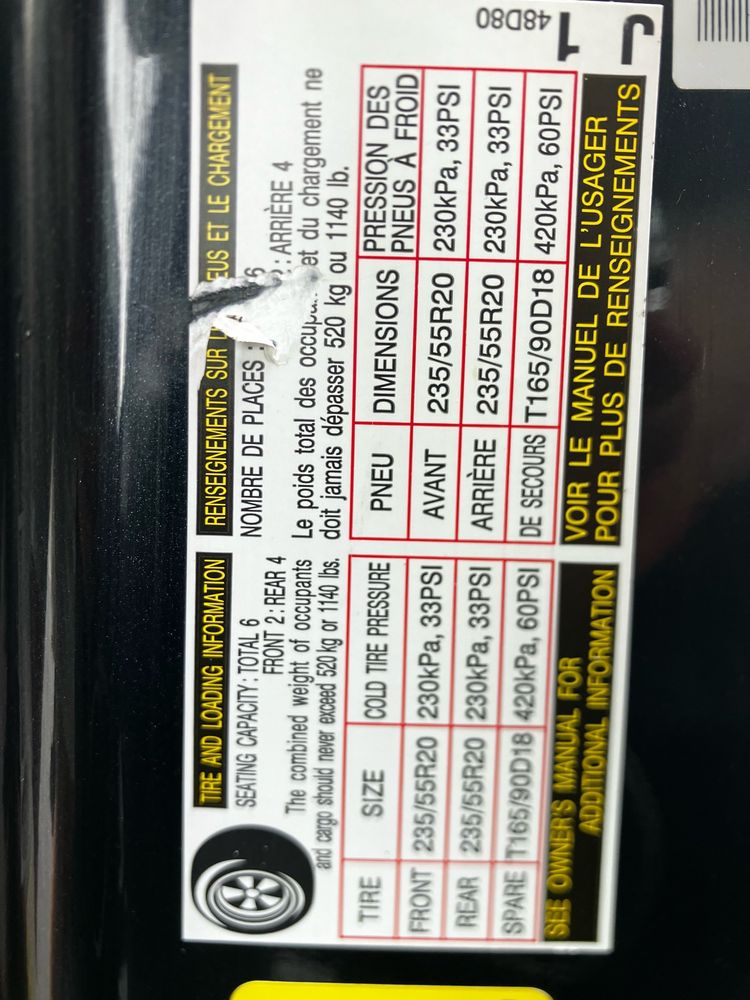 TIRE AND LOADING INFORMATION
SEATING CAPACITY: TOTAL 6
FRONT 2: REAR 4
The combined weight of occupants
and cargo should never exceed 520 kg or 1140 lbs.
TIRE SIZE COLD TIRE PRESSURE
FRONT 235/55R20 230kPa, 33PSI
REAR 235/55R20 230kPa, 33PSI
SPARE T165/90D18 420kPa, 60PSI
SEE OWNER'S MANUAL FOR
ADDITIONAL INFORMATION
RENSEIGNEMENTS SUR EUS ET LE CHARGEMENT
NOMBRE DE PLACES : 6
: ARRIÈRE 4
Le poids total des et du chargement ne
doit jamais dépasser 520 kg ou 1140 lb.
PNEU DIMENSIONS PRESSION DES
PNEUS À FROID
AVANT 235/55R20 230kPa, 33PSI
ARRIÈRE 235/55R20 230kPa, 33PSI
DE SECOURS T165/90D18 420kPa, 60PSI
VOIR LE MANUEL DE L'USAGER
POUR PLUS DE RENSEIGNEMENTS
48D80
1
J